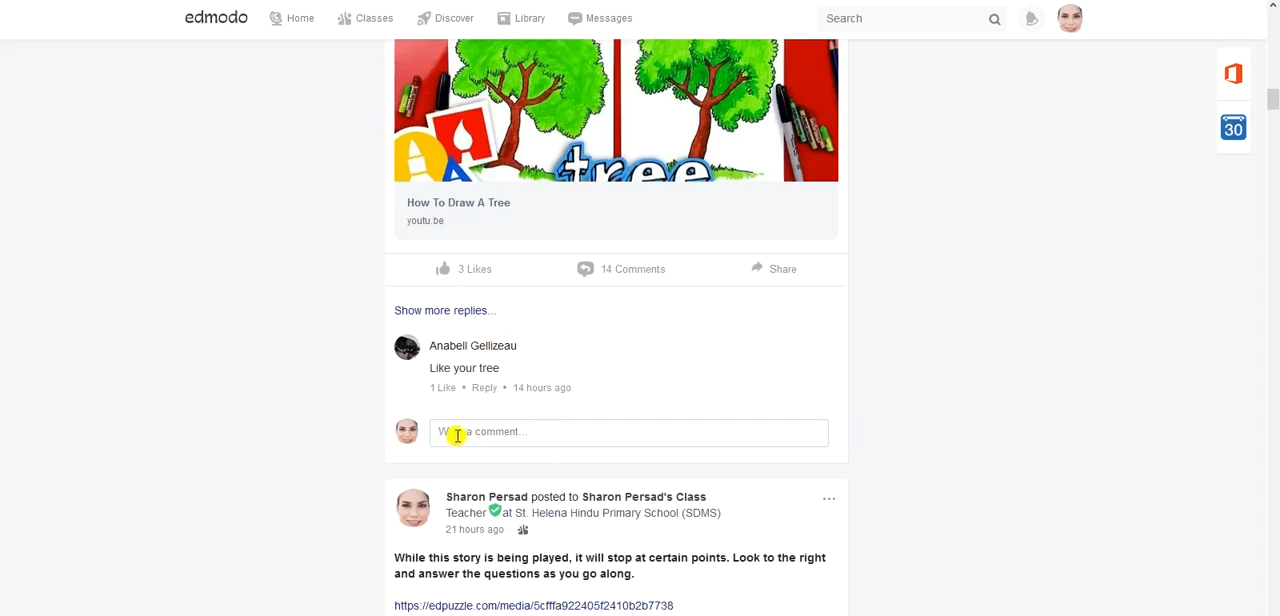 edmodo Home Classes Discover Library Messages Search
30
tree
How To Draw A Tree
youtu.be
3 Likes 14 Comments Share
Show more replies...
Anabell Gellizeau
Like your tree
1 Like • Reply • 14 hours ago
a comment...
Sharon Persad posted to Sharon Persad's Class ...
Teacher at St. Helena Hindu Primary School (SDMS)
21 hours ago
While this story is being played, it will stop at certain points. Look to the right
and answer the questions as you go along.
https://edpuzzle.com/media/5cfffa922405f2410b2b7738